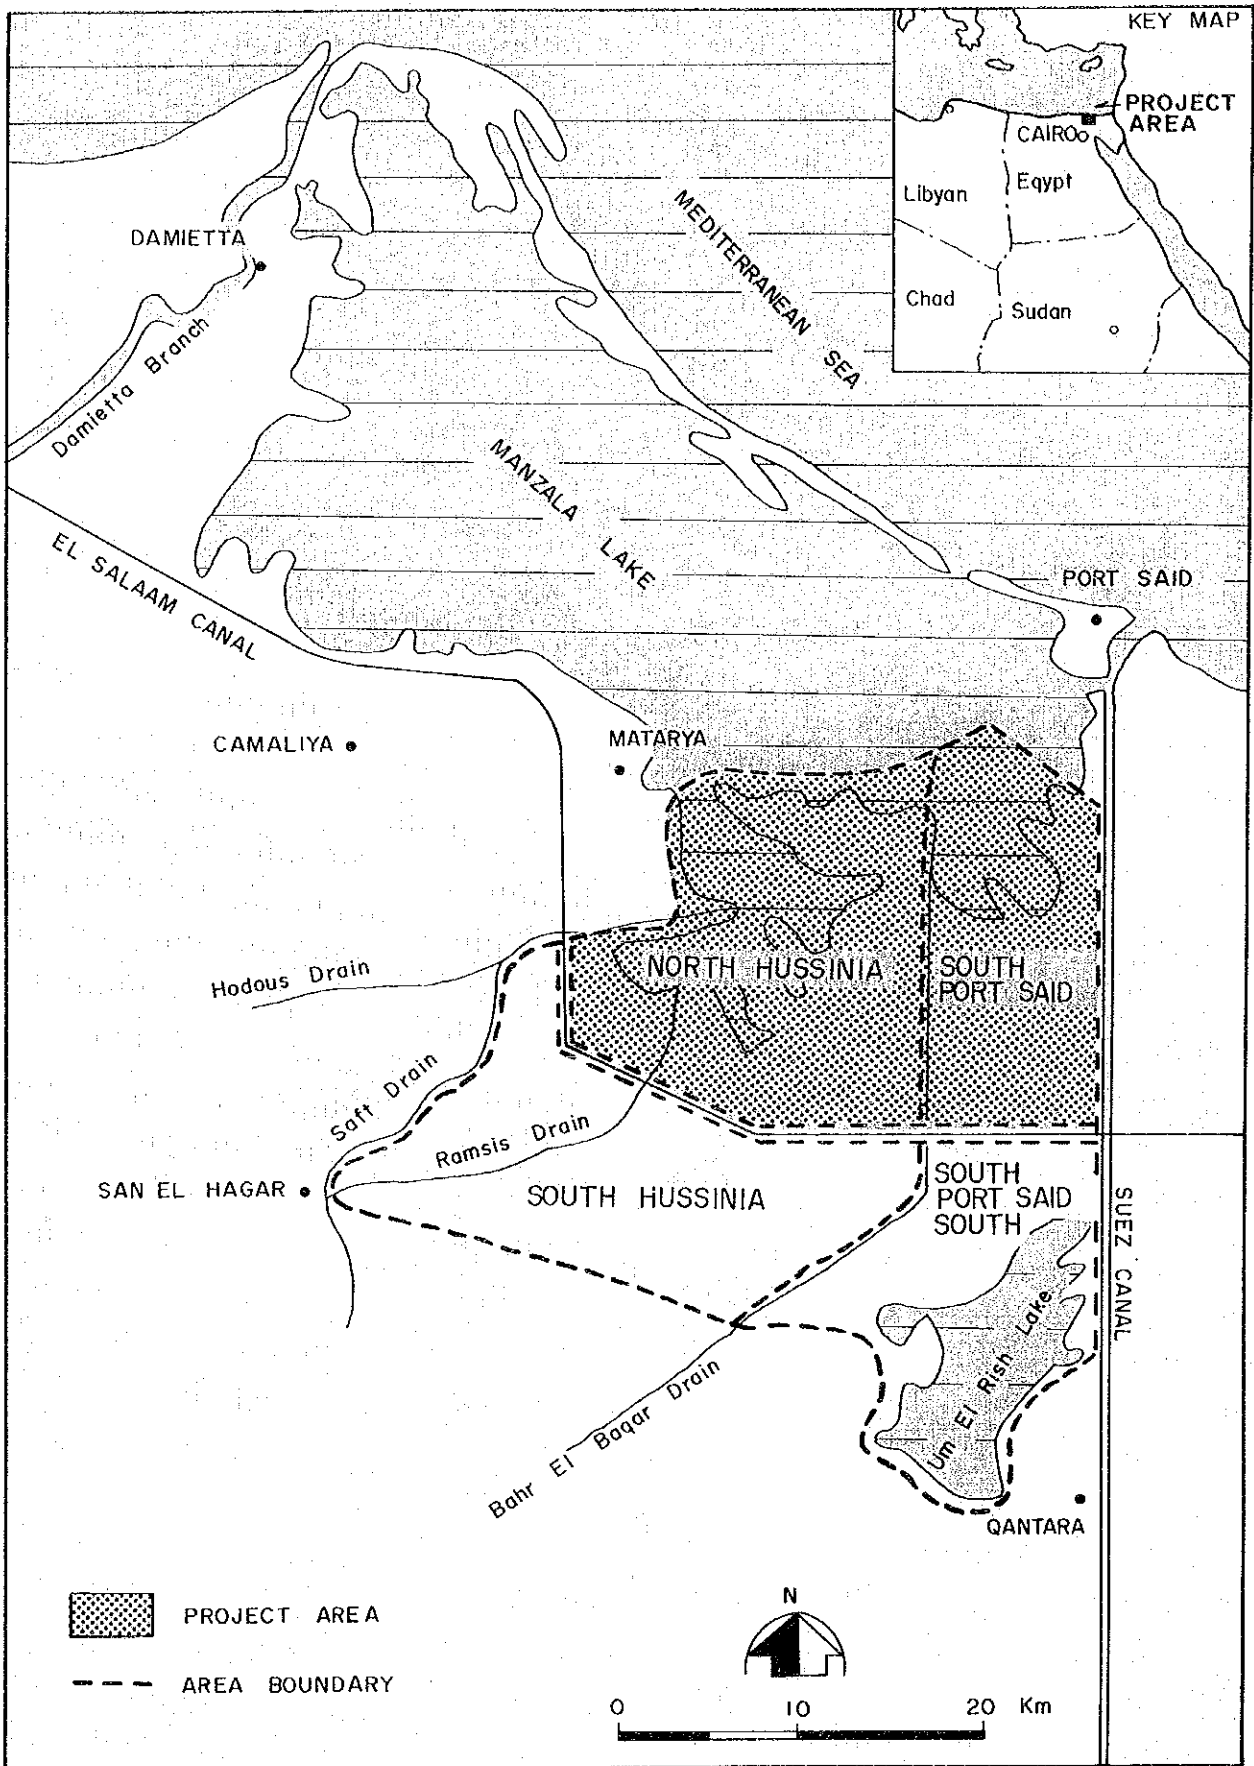 KEY MAP
PROJECT
AREA
CAIRO
Libyan
Eqypt
Chad
Sudan
MEDITERRANEAN SEA
DAMIETTA
Damietta Branch
MANZALA LAKE
EL SALAAM CANAL
PORT SAID
CAMALIYA
MATARYA
Hodous Drain
NORTH HUSSINIA
SOUTH
PORT SAID
Saft Drain
Ramsis Drain
SAN EL HAGAR
SOUTH HUSSINIA
SOUTH
PORT SAID
SOUTH
SUEZ CANAL
Um El Rish Lake
Bahr El Baqar Drain
QANTARA
PROJECT AREA
AREA BOUNDARY
N
0 10 20 Km